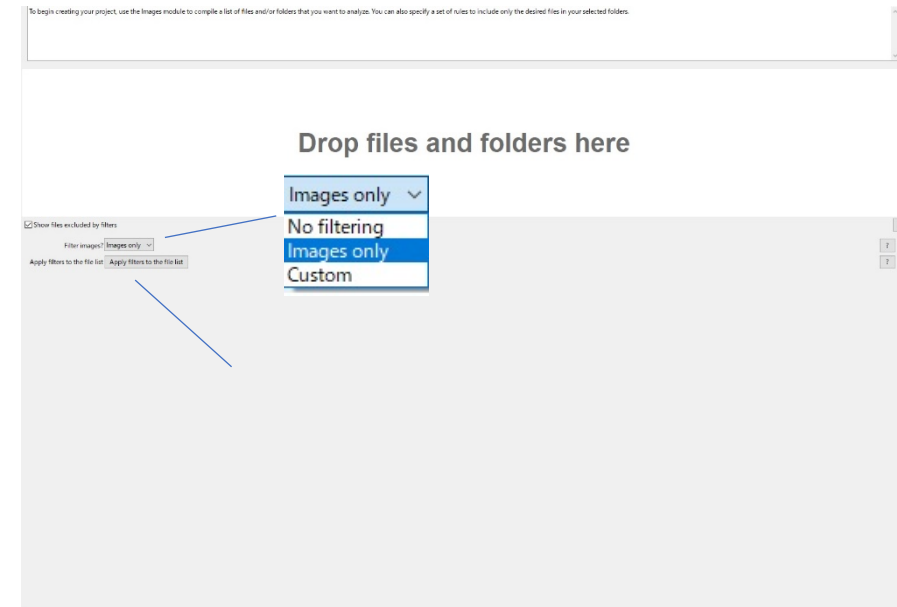 To begin creating your project, use the Images module to compile a list of files and/or folders that you want to analyze. You can also specify a set of rules to include only the desired files in your selected folders.
Drop files and folders here
Images only
No filtering
Images only
Custom
Show files excluded by filters
Filter images? Images only
?
Apply filters to the file list Apply filters to the file list
?